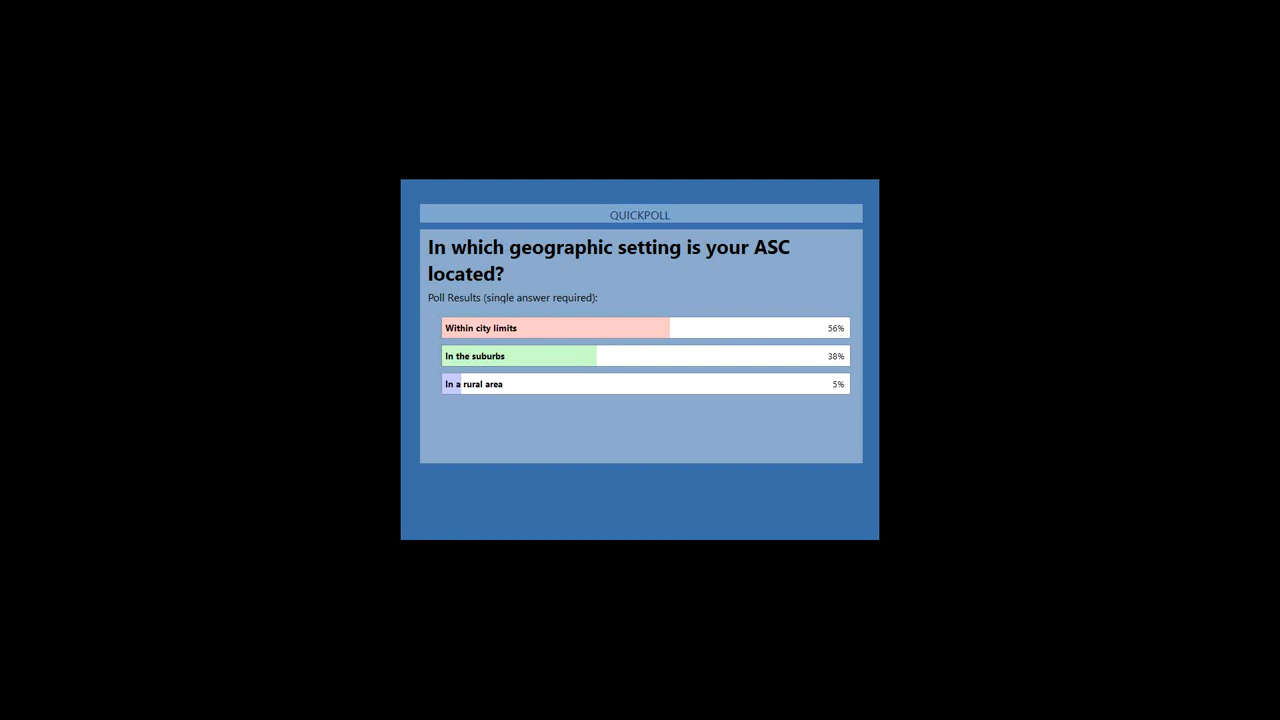 QUICKPOLL
In which geographic setting is your ASC
located?
Poll Results (single answer required):
Within city limits 56%
In the suburbs 38%
In a rural area 5%